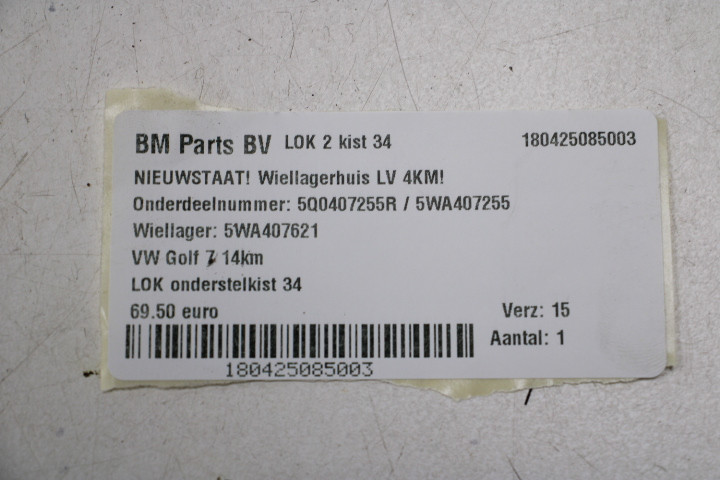 BM Parts BV LOK 2 kist 34 180425085003
NIEUWSTAAT! Wiellagerhuis LV 4KM!
Onderdeelnummer: 5Q0407255R / 5WA407255
Wiellager: 5WA407621
VW Golf 7 14km
LOK onderstelkist 34
69.50 euro Verz: 15
Aantal: 1
180425085003